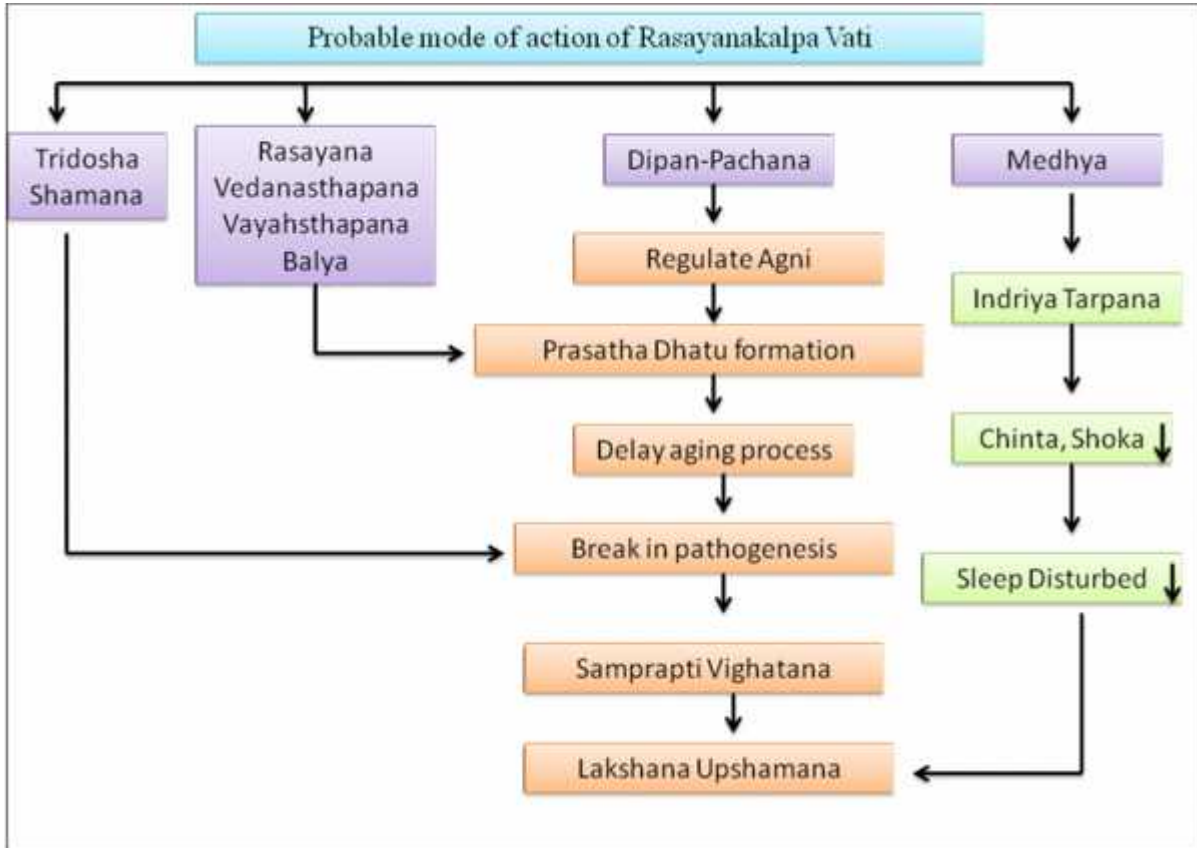 Probable mode of action of Rasayanakalpa Vati
Tridosha
Shamana
Rasayana
Vedanasthapana
Vayahsthapana
Balya
Dipan-Pachana
Medhya
Regulate Agni
Indriya Tarpana
Prasatha Dhatu formation
Chinta, Shoka
Delay aging process
Break in pathogenesis
Sleep Disturbed
Samprapti Vighatana
Lakshana Upshamana